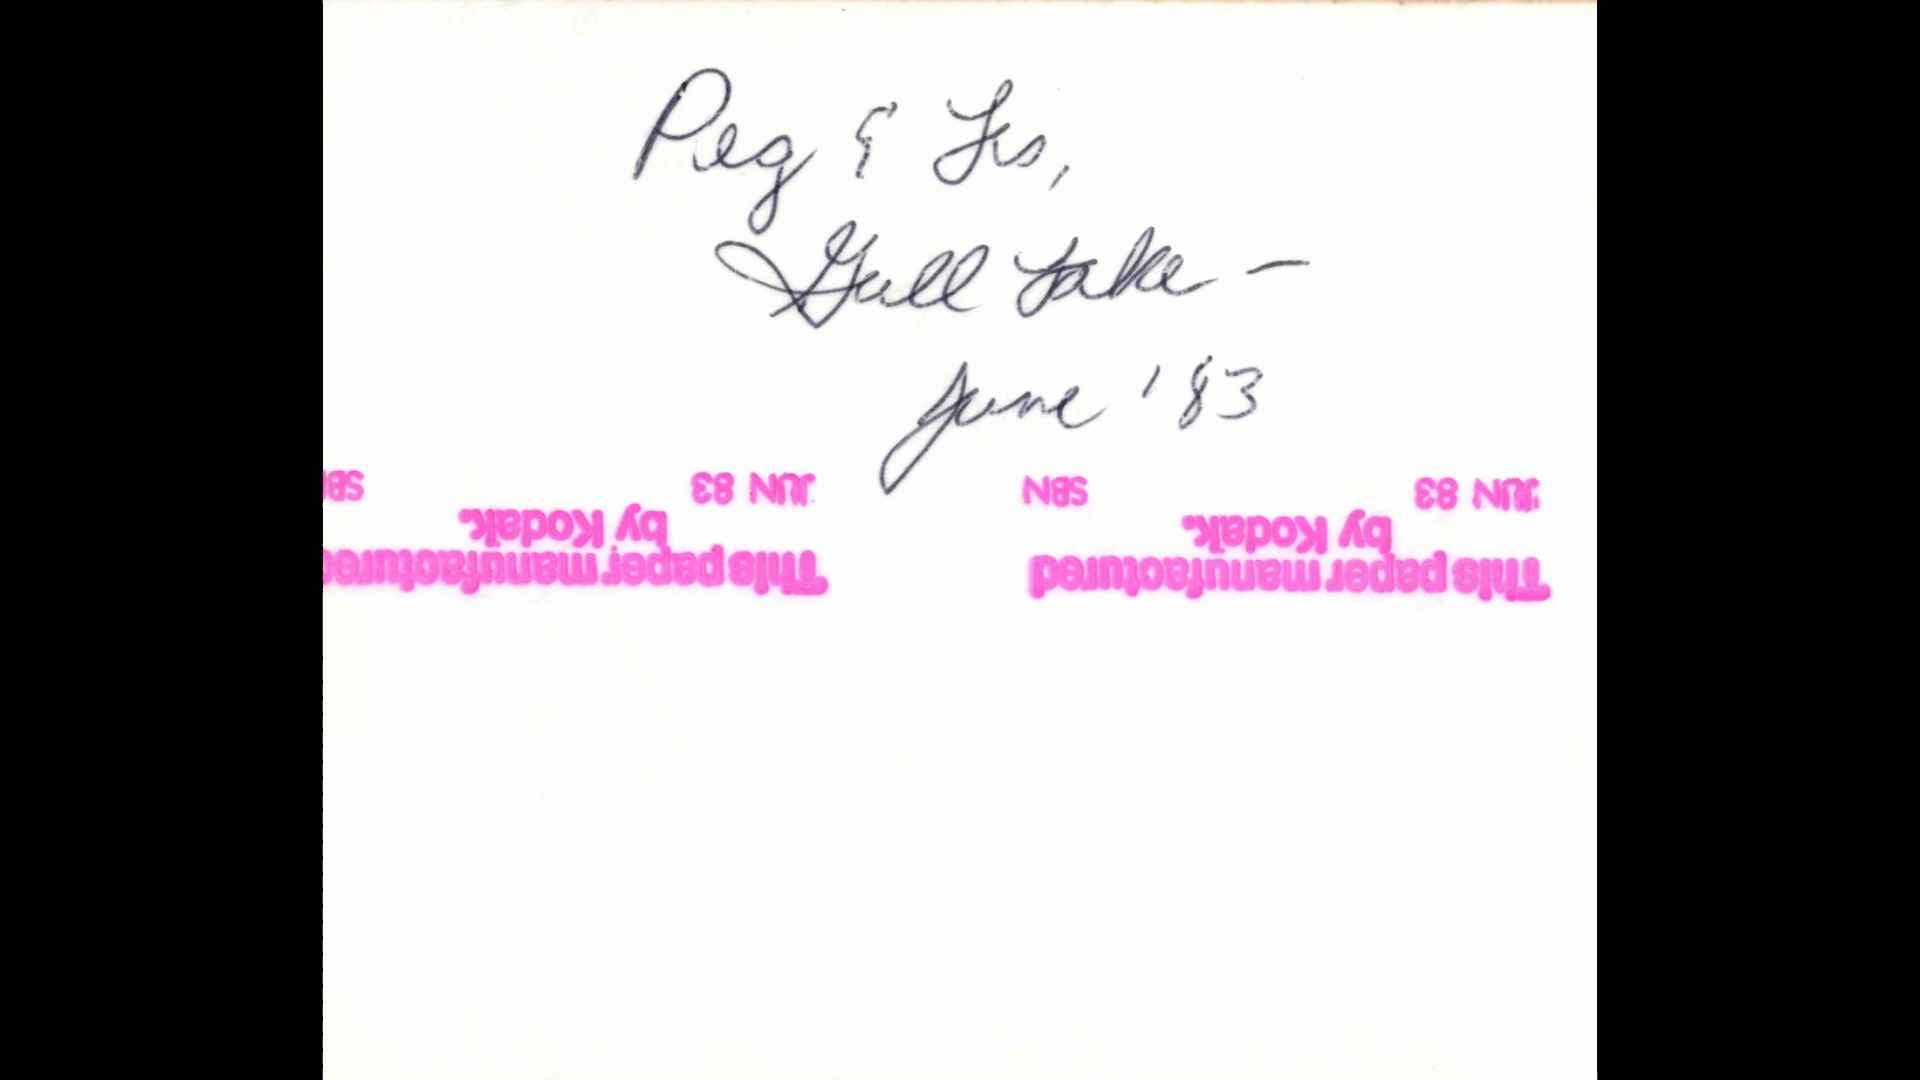 Peg & Les,
Gull Lake —
June '83
SBN
JUN 83
by Kodak.
This paper manufactured
SBN
JUN 83
by Kodak.
This paper manufactured